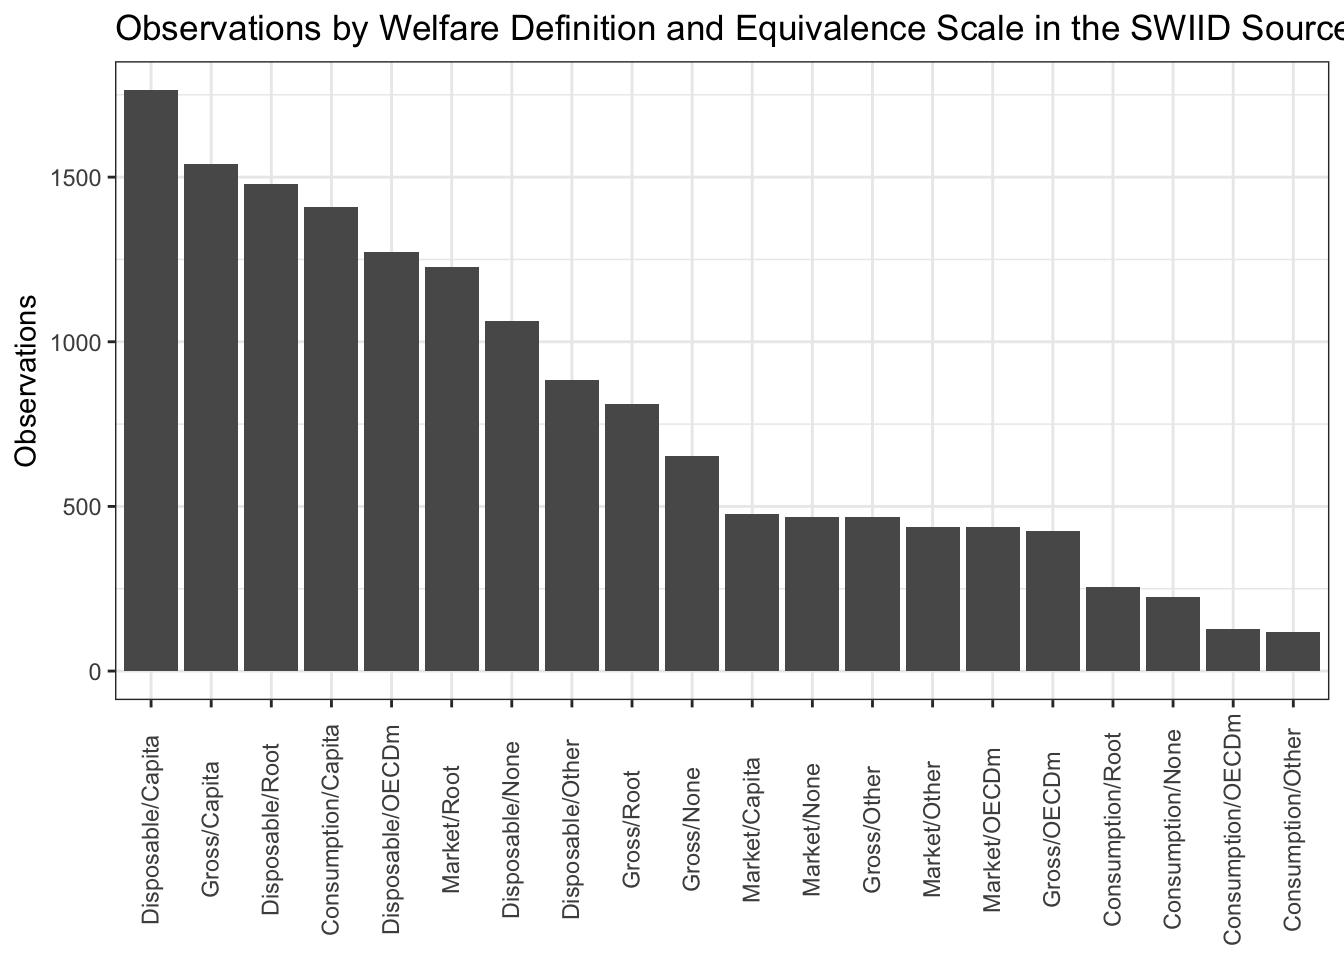 Observations by Welfare Definition and Equivalence Scale in the SWIID Source
Observations
1500
1000
500
0
Disposable/Capita
Gross/Capita
Disposable/Root
Consumption/Capita
Disposable/OECDm
Market/Root
Disposable/None
Disposable/Other
Gross/Root
Gross/None
Market/Capita
Market/None
Gross/Other
Market/Other
Market/OECDm
Gross/OECDm
Consumption/Root
Consumption/None
Consumption/OECDm
Consumption/Other